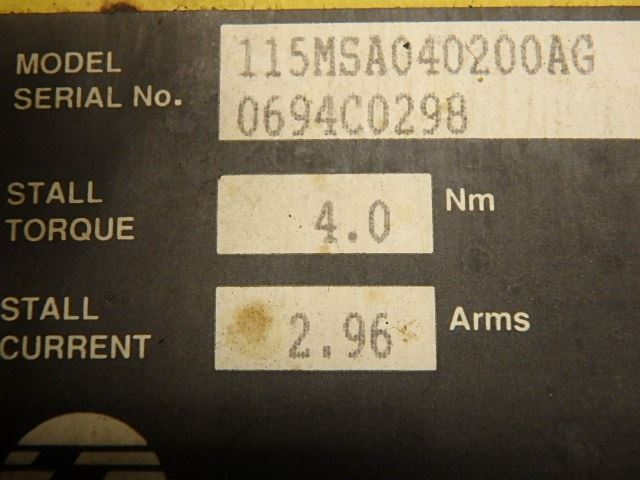 MODEL 115MSA040200AG
SERIAL No. 0694C0298
STALL
TORQUE 4.0 Nm
STALL
CURRENT 2.96 Arms